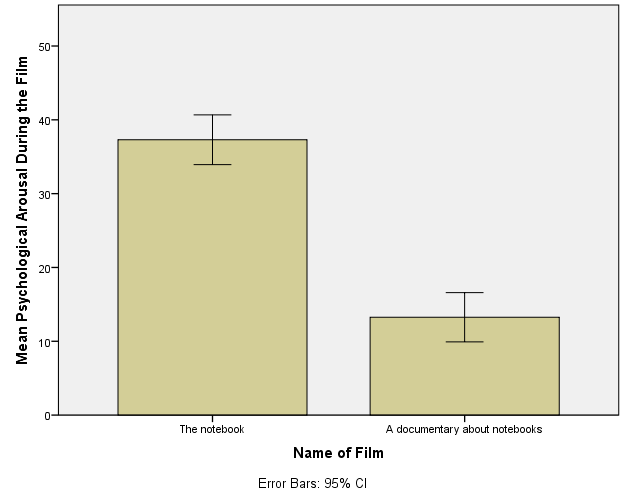 Mean Psychological Arousal During the Film
50
40
30
20
10
0
The notebook
A documentary about notebooks
Name of Film
Error Bars: 95% CI